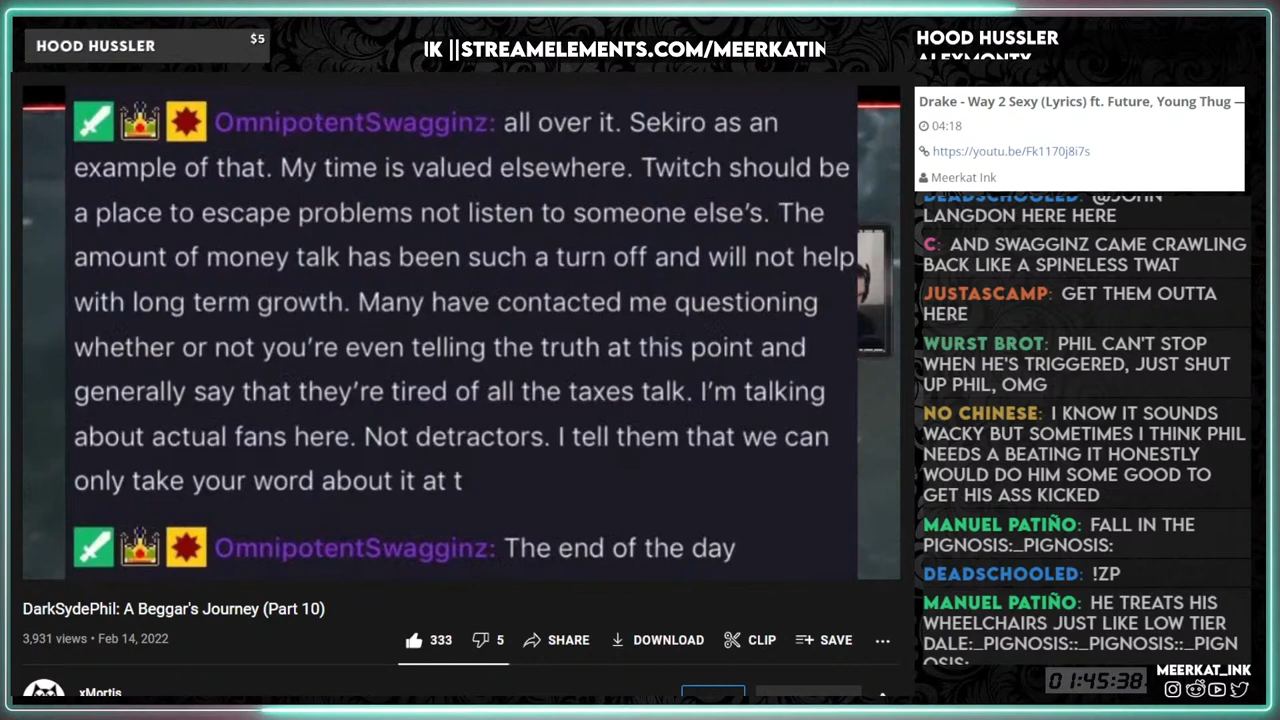 HOOD HUSSLER
$5
IK ||STREAMELEMENTS.COM/MEERKATIN
HOOD HUSSLER
ALEXMONTY
OmnipotentSwagginz: all over it. Sekiro as an
example of that. My time is valued elsewhere. Twitch should be
a place to escape problems not listen to someone else's. The
amount of money talk has been such a turn off and will not help
with long term growth. Many have contacted me questioning
whether or not you're even telling the truth at this point and
generally say that they're tired of all the taxes talk. I'm talking
about actual fans here. Not detractors. I tell them that we can
only take your word about it at t
OmnipotentSwagginz: The end of the day
DarkSydePhil: A Beggar's Journey (Part 10)
3,931 views • Feb 14, 2022
333
5
SHARE
DOWNLOAD
CLIP
SAVE
xMortis
Drake - Way 2 Sexy (Lyrics) ft. Future, Young Thug —
04:18
https://youtu.be/Fk1170j8i7s
Meerkat Ink
DEADSCHOOLED: @JOHN
LANGDON HERE HERE
C: AND SWAGGINZ CAME CRAWLING
BACK LIKE A SPINELESS TWAT
JUSTASCAMP: GET THEM OUTTA
HERE
WURST BROT: PHIL CAN'T STOP
WHEN HE'S TRIGGERED, JUST SHUT
UP PHIL, OMG
NO CHINESE: I KNOW IT SOUNDS
WACKY BUT SOMETIMES I THINK PHIL
NEEDS A BEATING IT HONESTLY
WOULD DO HIM SOME GOOD TO
GET HIS ASS KICKED
MANUEL PATIÑO: FALL IN THE
PIGNOSIS:_PIGNOSIS:
DEADSCHOOLED: !ZP
MANUEL PATIÑO: HE TREATS HIS
WHEELCHAIRS JUST LIKE LOW TIER
DALE:_PIGNOSIS::_PIGNOSIS::_PIGN
OSIS:
01:45:38
MEERKAT_INK